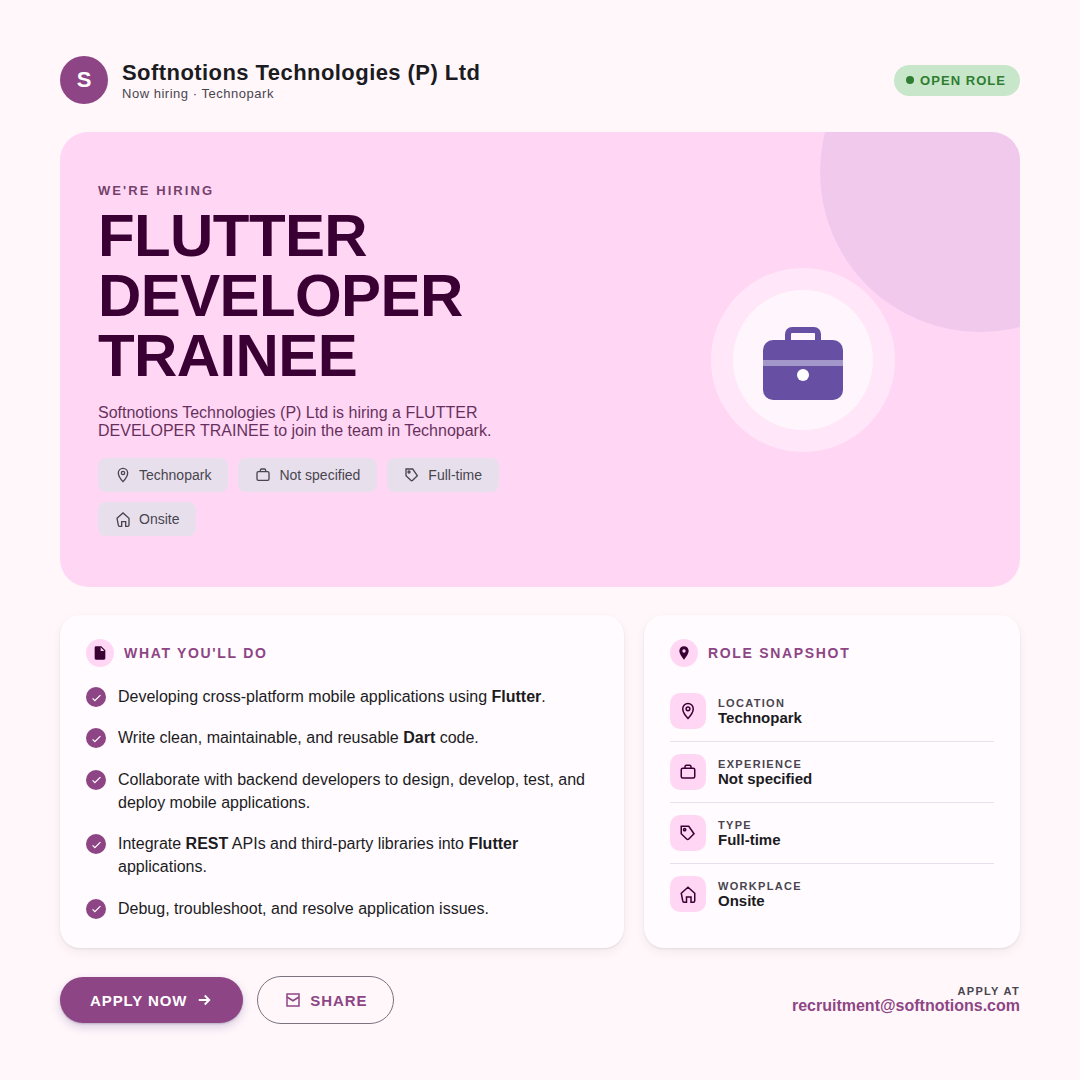 S
Softnotions Technologies (P) Ltd
Now hiring · Technopark
OPEN ROLE
WE'RE HIRING
FLUTTER
DEVELOPER
TRAINEE
Softnotions Technologies (P) Ltd is hiring a FLUTTER
DEVELOPER TRAINEE to join the team in Technopark.
Technopark
Not specified
Full-time
Onsite
WHAT YOU'LL DO
Developing cross-platform mobile applications using Flutter.
Write clean, maintainable, and reusable Dart code.
Collaborate with backend developers to design, develop, test, and
deploy mobile applications.
Integrate REST APIs and third-party libraries into Flutter
applications.
Debug, troubleshoot, and resolve application issues.
ROLE SNAPSHOT
LOCATION
Technopark
EXPERIENCE
Not specified
TYPE
Full-time
WORKPLACE
Onsite
APPLY NOW
SHARE
APPLY AT
recruitment@softnotions.com